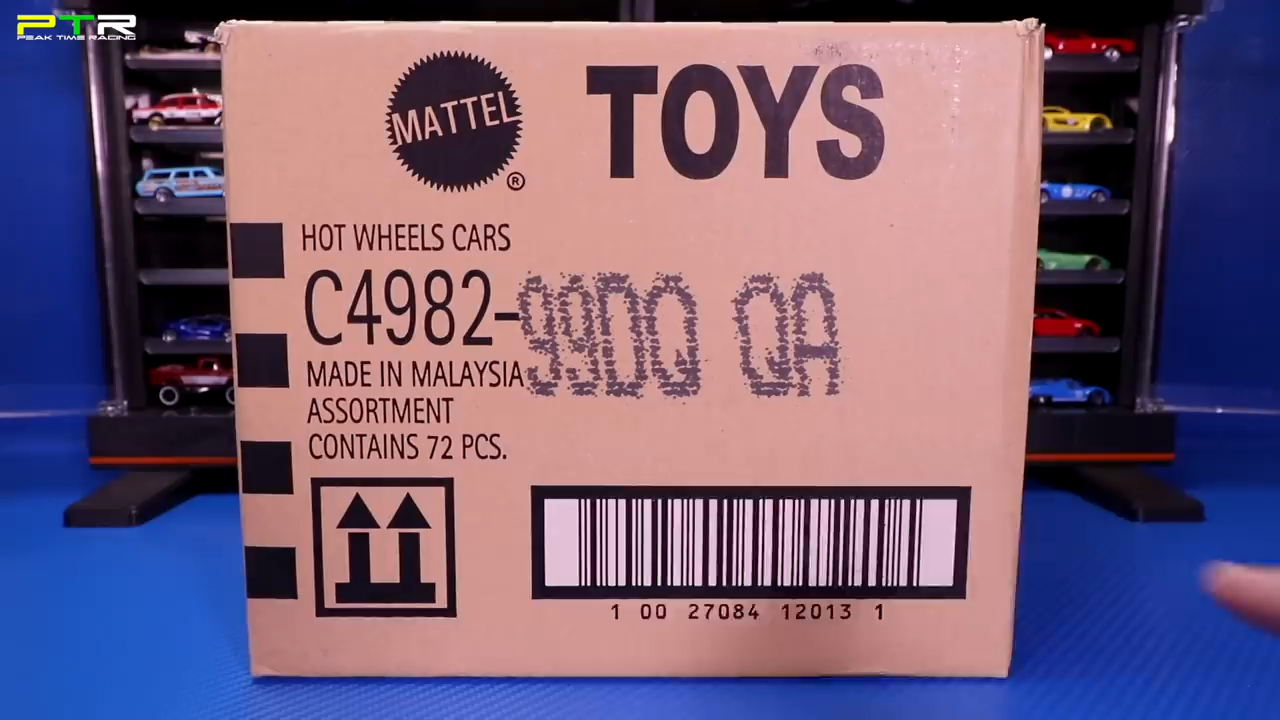 PTR
PEAK TIME RACING
MATTEL
®
TOYS
HOT WHEELS CARS
C4982-99DQ QA
MADE IN MALAYSIA
ASSORTMENT
CONTAINS 72 PCS.
1 00 27084 12013 1